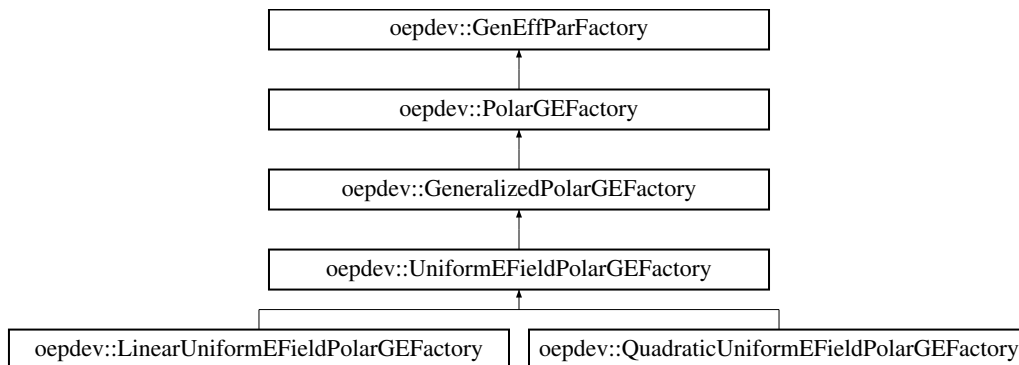 oepdev::GenEffParFactory
oepdev::PolarGEFactory
oepdev::GeneralizedPolarGEFactory
oepdev::UniformEFieldPolarGEFactory
oepdev::LinearUniformEFieldPolarGEFactory
oepdev::QuadraticUniformEFieldPolarGEFactory